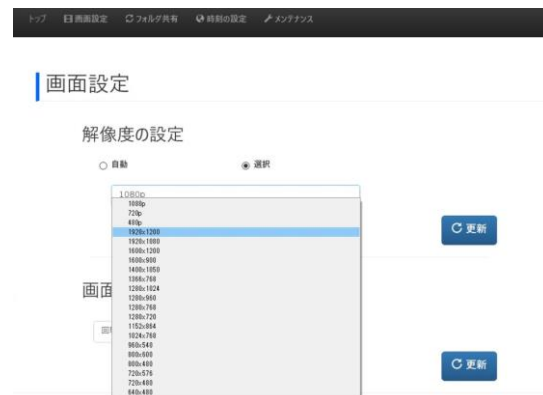 トップ 画面設定 フォルダ共有 時刻の設定 メンテナンス
画面設定
解像度の設定
自動 選択
1080p
1080p
720p
480p
1920x1200
更新
1920x1080
1600x1200
1600x900
1400x1050
1366x768
1280x1024
画面
1280x960
1280x768
1280x720
1152x864
1024x768
960x540
800x600
800x480
更新
720x576
720x480
640x480